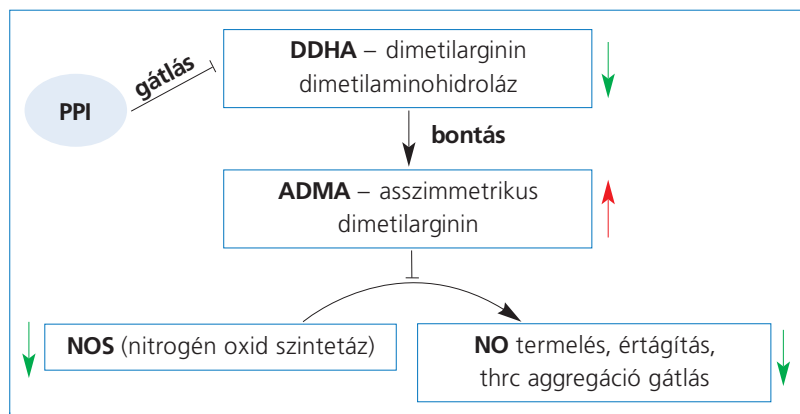 DDHA – dimetilarginin
dimetilaminohidroláz
gátlás
PPI
bontás
ADMA – asszimmetrikus
dimetilarginin
NOS (nitrogén oxid szintetáz)
NO termelés, értágítás,
thrc aggregáció gátlás